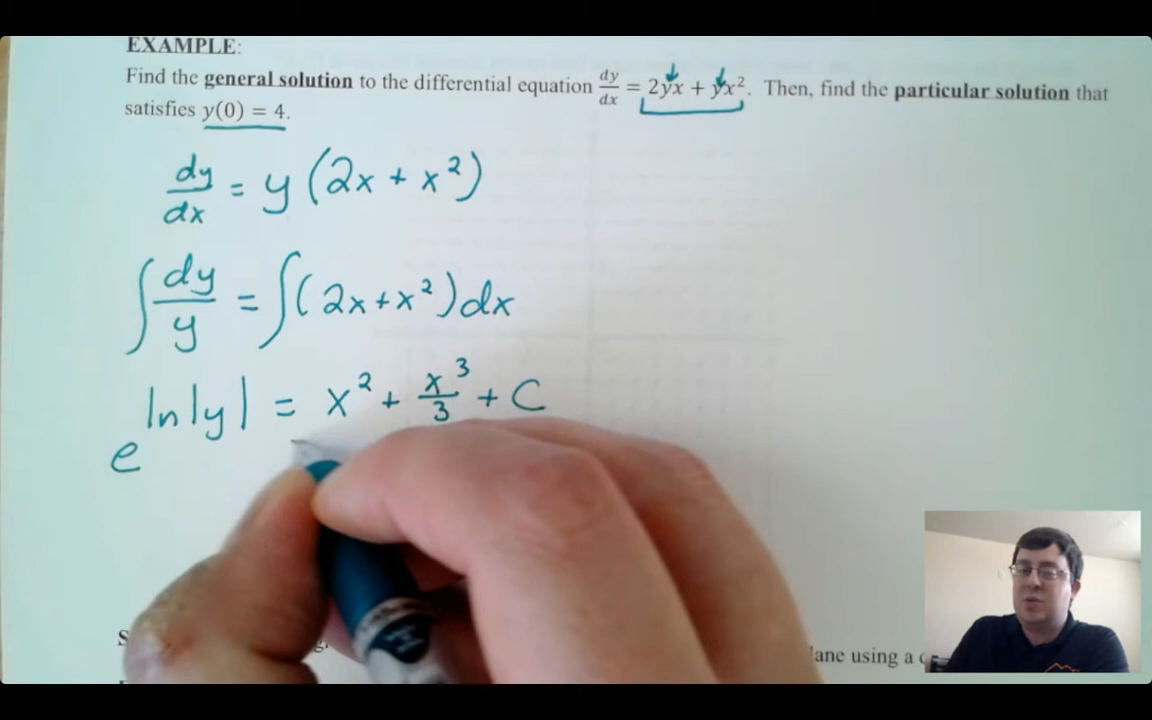 EXAMPLE:
Find the general solution to the differential equation dy/dx = 2yx + yx². Then, find the particular solution that
satisfies y(0) = 4.
dy/dx = y (2x + x²)
∫ dy/y = ∫(2x+x²)dx
ln|y| = x² + x³/3 + C
e
S
lane using a